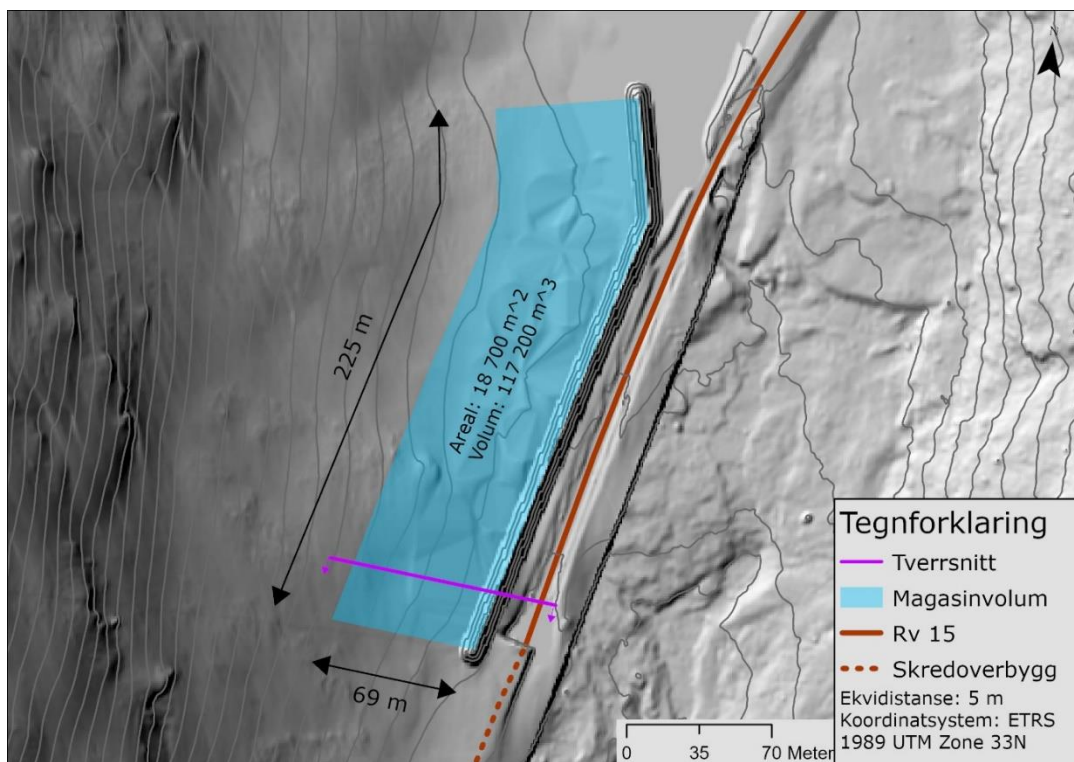 N
225 m
Areal: 18 700 m^2
Volum: 117 200 m^3
69 m
0 35 70 Meter
Tegnforklaring
Tverrsnitt
Magasinvolum
Rv 15
Skredoverbygg
Ekvidistanse: 5 m
Koordinatsystem: ETRS
1989 UTM Zone 33N